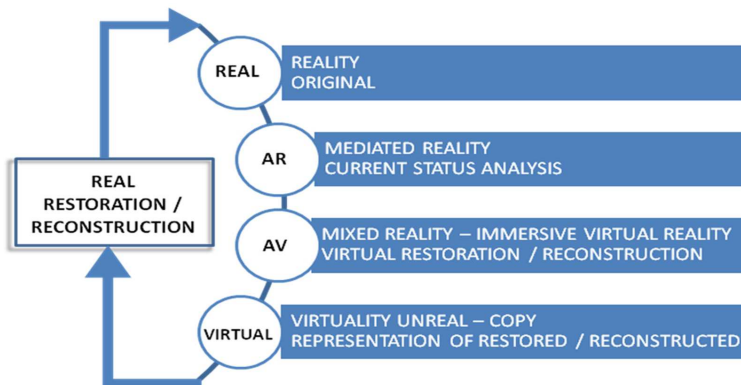 REAL
REALITY
ORIGINAL
AR
MEDIATED REALITY
CURRENT STATUS ANALYSIS
REAL
RESTORATION /
RECONSTRUCTION
AV
MIXED REALITY – IMMERSIVE VIRTUAL REALITY
VIRTUAL RESTORATION / RECONSTRUCTION
VIRTUAL
VIRTUALITY UNREAL – COPY
REPRESENTATION OF RESTORED / RECONSTRUCTED